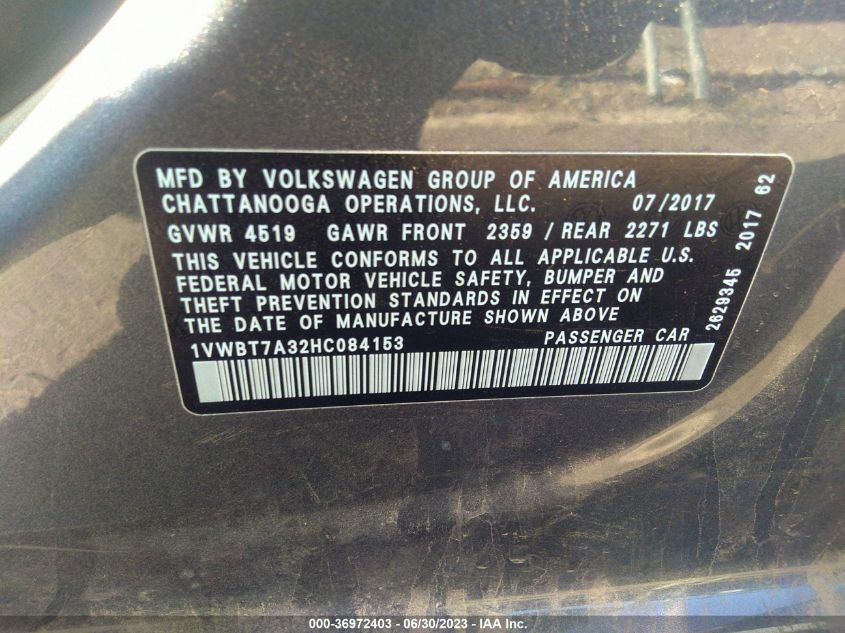 MFD BY VOLKSWAGEN GROUP OF AMERICA
CHATTANOOGA OPERATIONS, LLC. 07/2017
GVWR 4519 GAWR FRONT 2359 / REAR 2271 LBS
THIS VEHICLE CONFORMS TO ALL APPLICABLE U.S.
FEDERAL MOTOR VEHICLE SAFETY, BUMPER AND
THEFT PREVENTION STANDARDS IN EFFECT ON
THE DATE OF MANUFACTURE SHOWN ABOVE
1VWBT7A32HC084153 PASSENGER CAR
2629345 2017 62
000-36972403 / 06/30/2023 - IAA Inc.